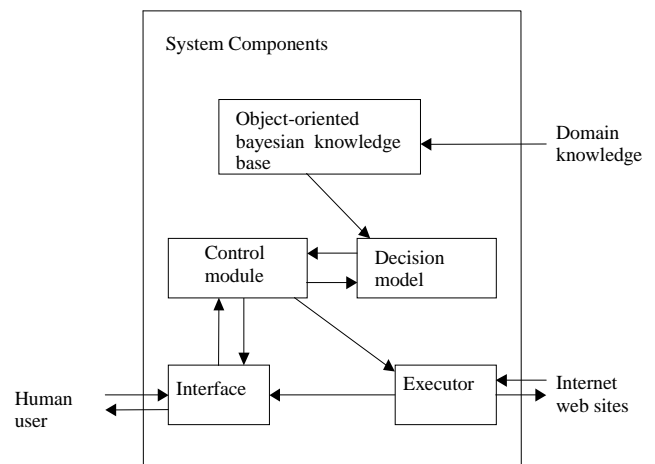 System Components
Object-oriented
bayesian knowledge
base
Domain
knowledge
Control
module
Decision
model
Human
user
Interface
Executor
Internet
web sites